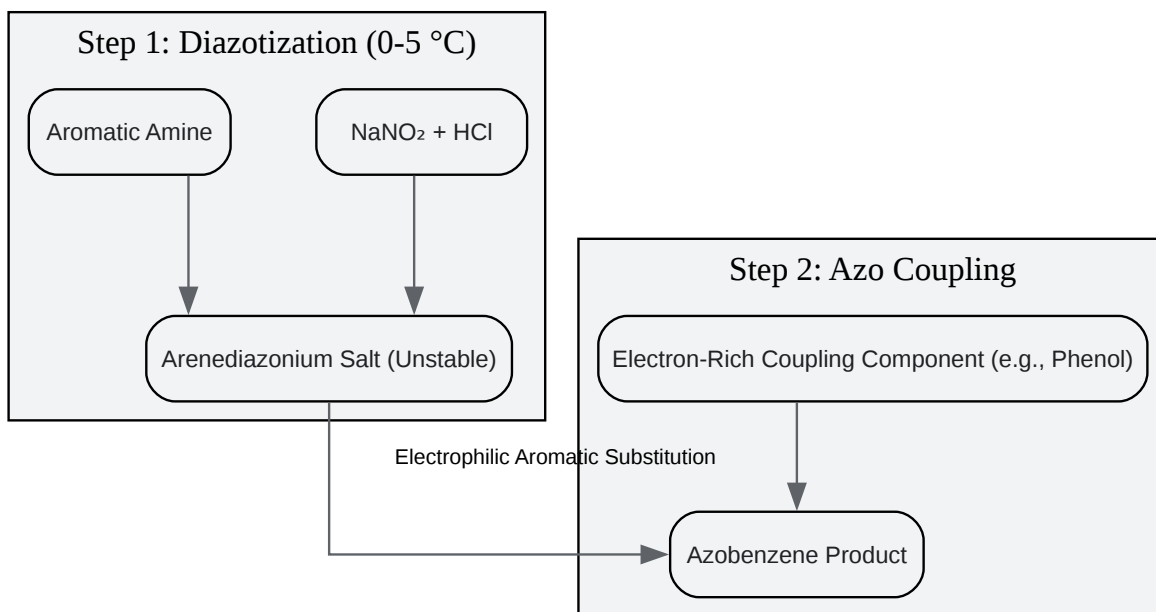 Step 1: Diazotization (0-5 °C)
Aromatic Amine
NaNO₂ + HCl
Arenediazonium Salt (Unstable)
Step 2: Azo Coupling
Electron-Rich Coupling Component (e.g., Phenol)
Electrophilic Aromatic Substitution
Azobenzene Product